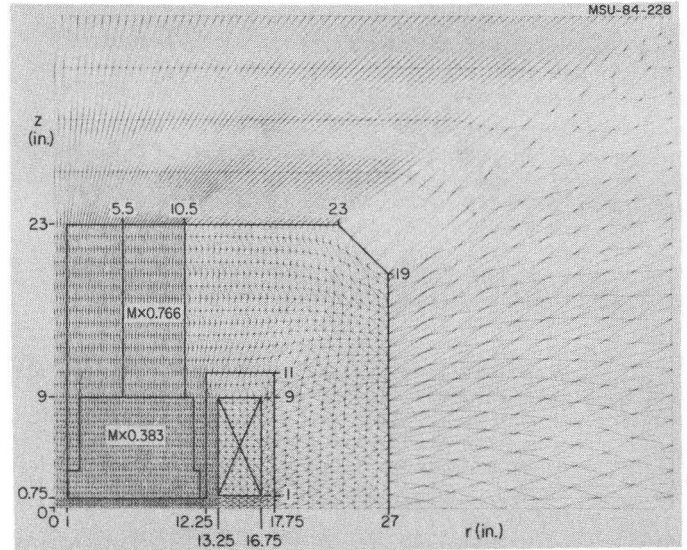 MSU-84-228
z
(in.)
5.5 10.5 23
23
19
M×0.766
11
9 9
M×0.383
0.75 1
0 1 12.25 17.75 27
13.25 16.75
r (in.)